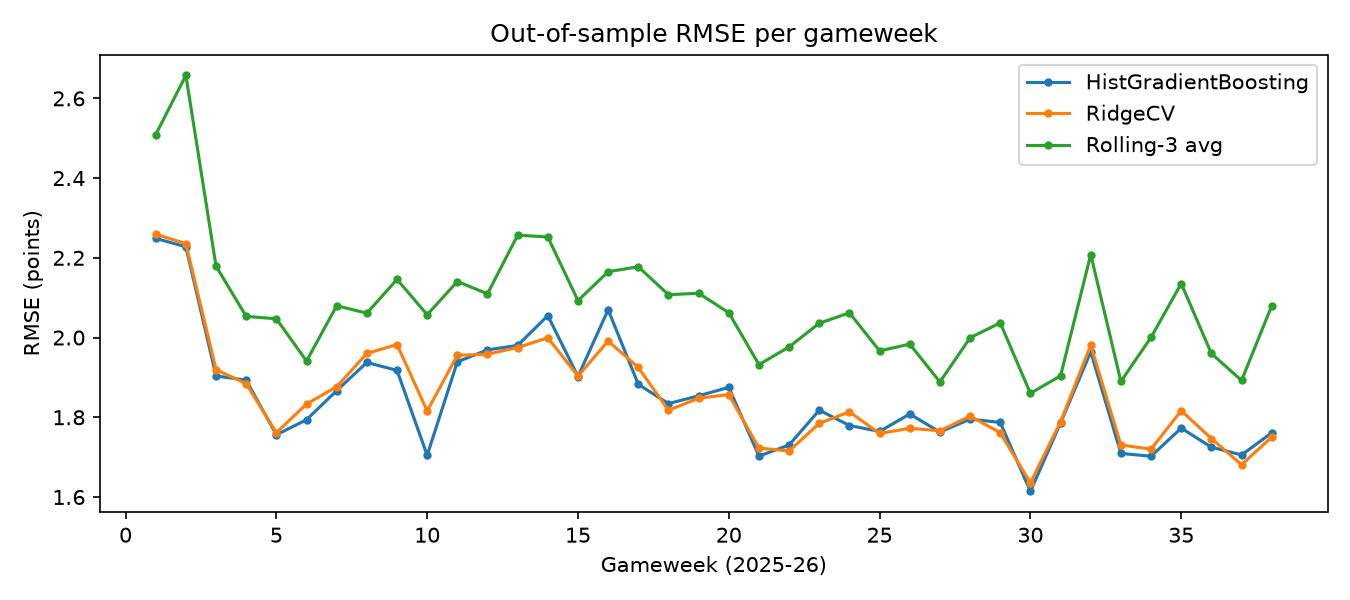 Out-of-sample RMSE per gameweek
HistGradientBoosting
RidgeCV
Rolling-3 avg
RMSE (points)
2.6
2.4
2.2
2.0
1.8
1.6
0 5 10 15 20 25 30 35
Gameweek (2025-26)